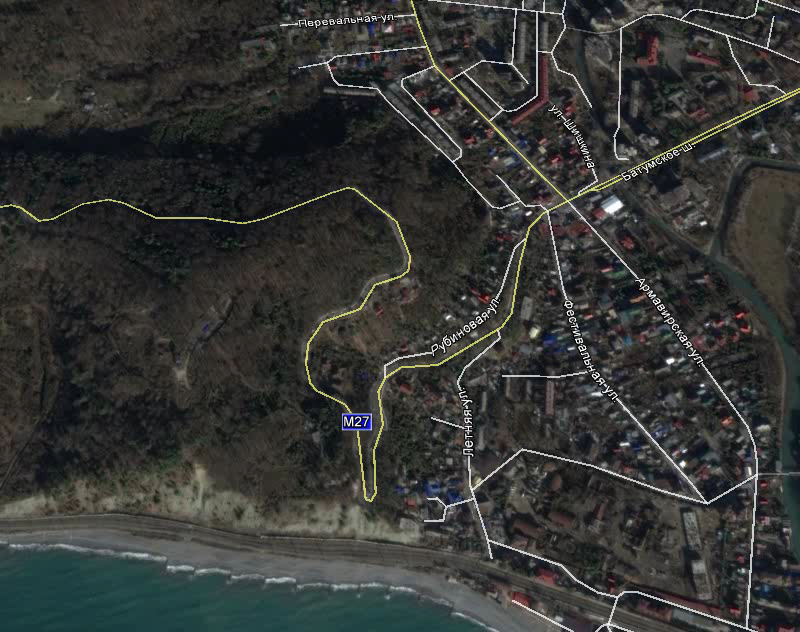 Перевальная ул.
ул. Шишкина
Батумское ш.
Армавирская ул.
Рубиновая ул.
Фестивальная ул.
Летняя ул.
M27